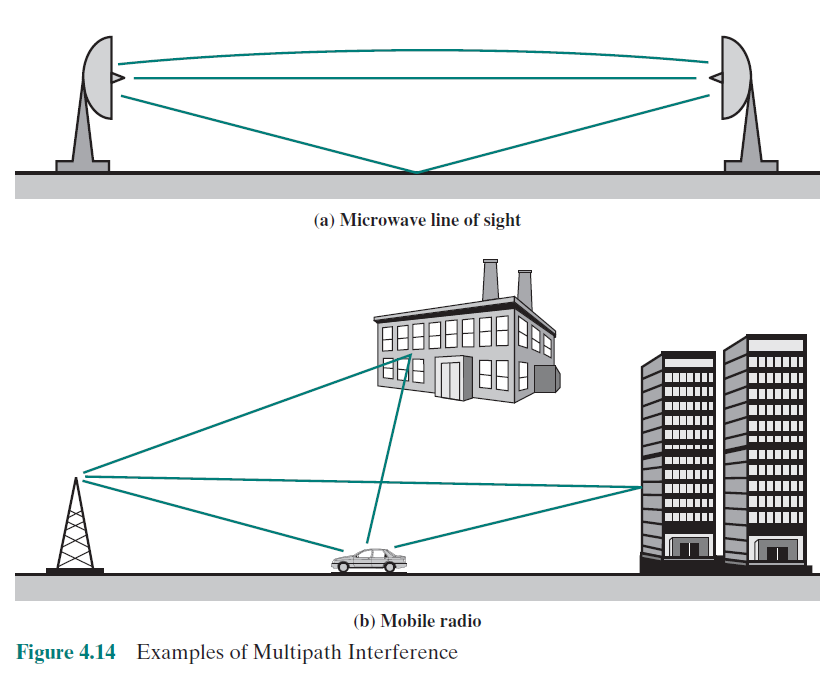 (a) Microwave line of sight
(b) Mobile radio
Figure 4.14 Examples of Multipath Interference